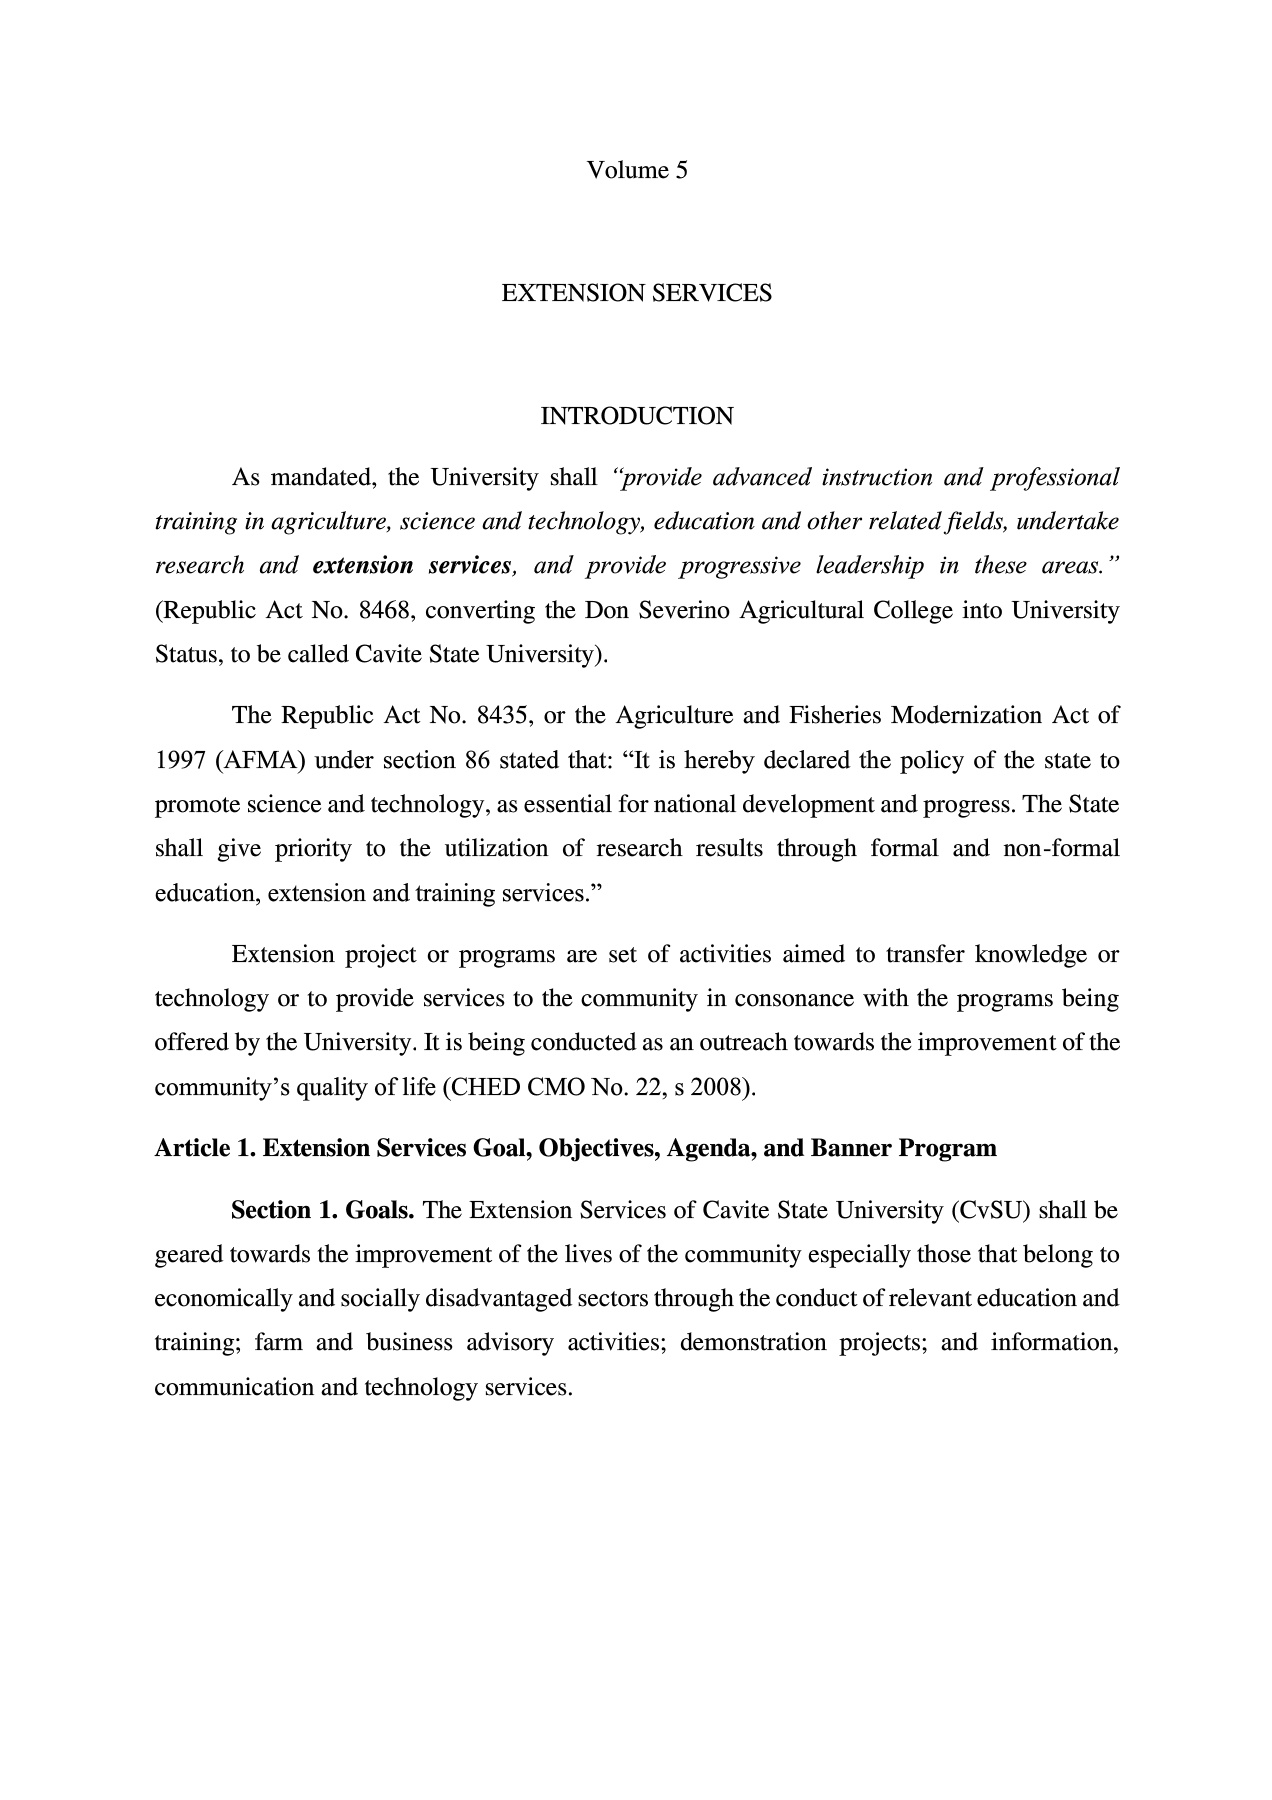 Volume 5
EXTENSION SERVICES
INTRODUCTION
As mandated, the University shall “provide advanced instruction and professional
training in agriculture, science and technology, education and other related fields, undertake
research and extension services, and provide progressive leadership in these areas.”
(Republic Act No. 8468, converting the Don Severino Agricultural College into University
Status, to be called Cavite State University).
The Republic Act No. 8435, or the Agriculture and Fisheries Modernization Act of
1997 (AFMA) under section 86 stated that: “It is hereby declared the policy of the state to
promote science and technology, as essential for national development and progress. The State
shall give priority to the utilization of research results through formal and non-formal
education, extension and training services.”
Extension project or programs are set of activities aimed to transfer knowledge or
technology or to provide services to the community in consonance with the programs being
offered by the University. It is being conducted as an outreach towards the improvement of the
community’s quality of life (CHED CMO No. 22, s 2008).
Article 1. Extension Services Goal, Objectives, Agenda, and Banner Program
Section 1. Goals. The Extension Services of Cavite State University (CvSU) shall be
geared towards the improvement of the lives of the community especially those that belong to
economically and socially disadvantaged sectors through the conduct of relevant education and
training; farm and business advisory activities; demonstration projects; and information,
communication and technology services.